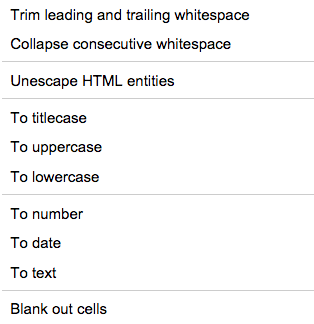 Trim leading and trailing whitespace
Collapse consecutive whitespace
Unescape HTML entities
To titlecase
To uppercase
To lowercase
To number
To date
To text
Blank out cells